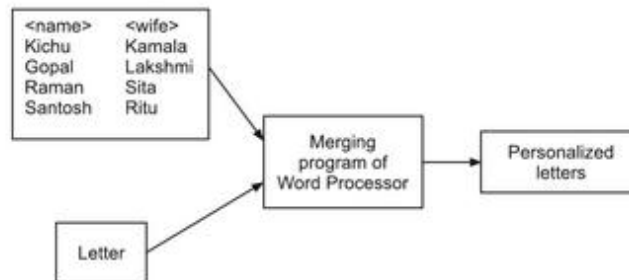 <name> <wife>
Kichu Kamala
Gopal Lakshmi
Raman Sita
Santosh Ritu
Merging
program of
Word Processor
Personalized
letters
Letter